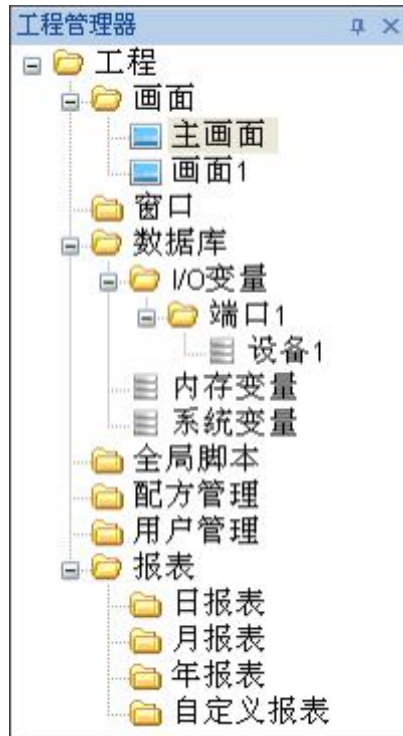 工程管理器
工程
画面
主画面
画面1
窗口
数据库
I/O变量
端口1
设备1
内存变量
系统变量
全局脚本
配方管理
用户管理
报表
日报表
月报表
年报表
自定义报表